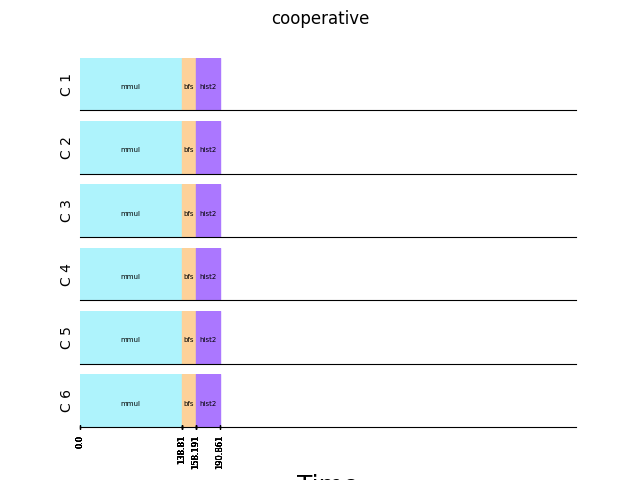 cooperative
C 1
mmul
bfs
hist2
C 2
mmul
bfs
hist2
C 3
mmul
bfs
hist2
C 4
mmul
bfs
hist2
C 5
mmul
bfs
hist2
C 6
mmul
bfs
hist2
0.0
138.81
158.191
190.861
Time